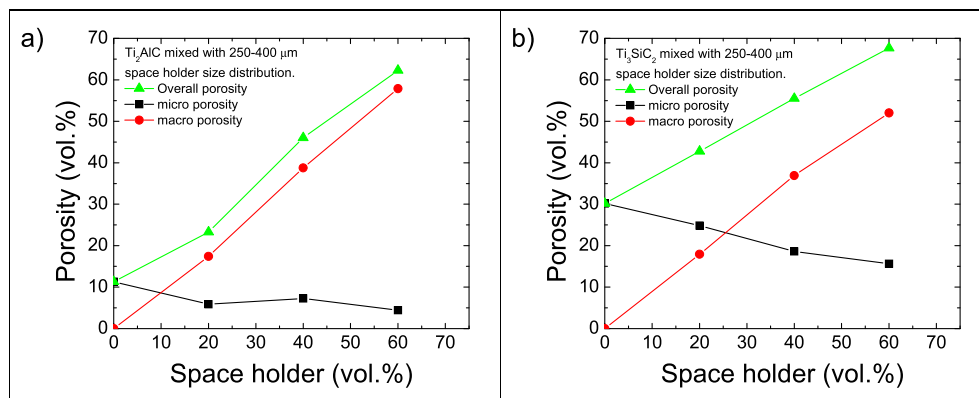 a)
Ti2AlC mixed with 250-400 μm
space holder size distribution.
Overall porosity
micro porosity
macro porosity
Porosity (vol.%)
70
60
50
40
30
20
10
0
0 10 20 30 40 50 60 70
Space holder (vol.%)
b)
Ti3SiC2 mixed with 250-400 μm
space holder size distribution.
Overall porosity
micro porosity
macro porosity
Porosity (vol.%)
70
60
50
40
30
20
10
0
0 10 20 30 40 50 60 70
Space holder (vol.%)